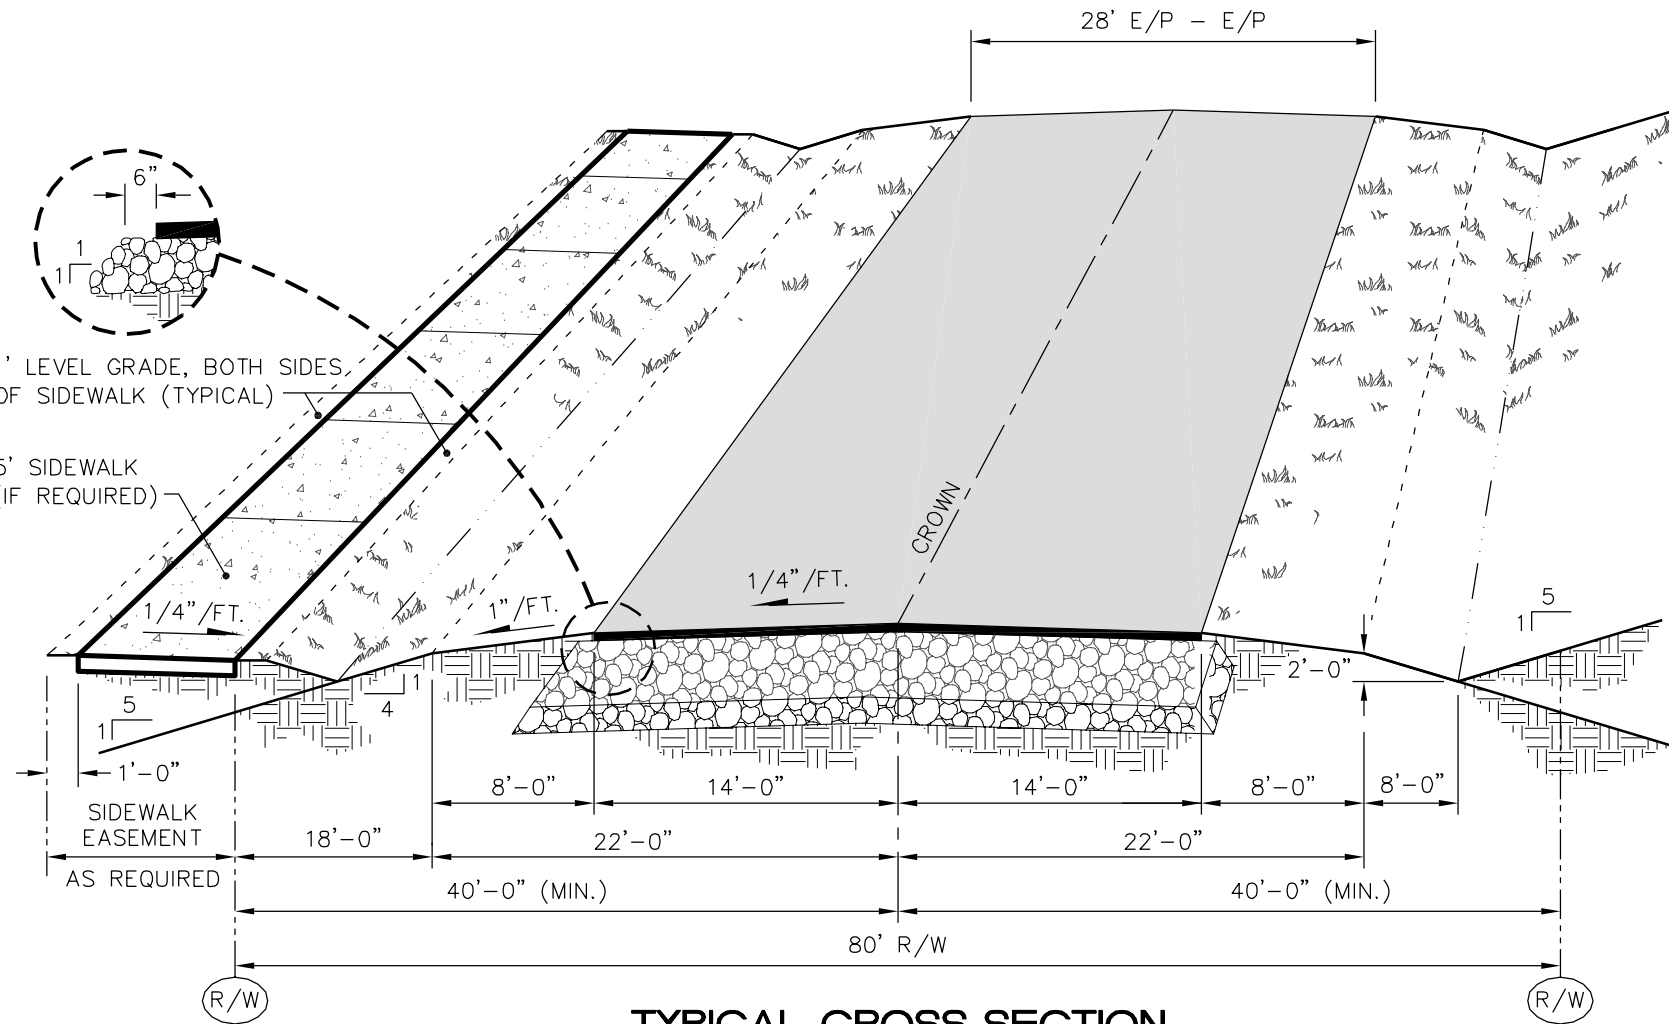 28' E/P - E/P
6"
1
1
' LEVEL GRADE, BOTH SIDES
OF SIDEWALK (TYPICAL)
5' SIDEWALK
(IF REQUIRED)
CROWN
1/4"/FT.
1"/FT.
1/4"/FT.
5
1
2'-0"
1
4
5
1
1'-0"
8'-0"
14'-0"
14'-0"
8'-0"
8'-0"
SIDEWALK
EASEMENT
AS REQUIRED
18'-0"
22'-0"
22'-0"
40'-0" (MIN.)
40'-0" (MIN.)
80' R/W
R/W
R/W
TYPICAL CROSS SECTION